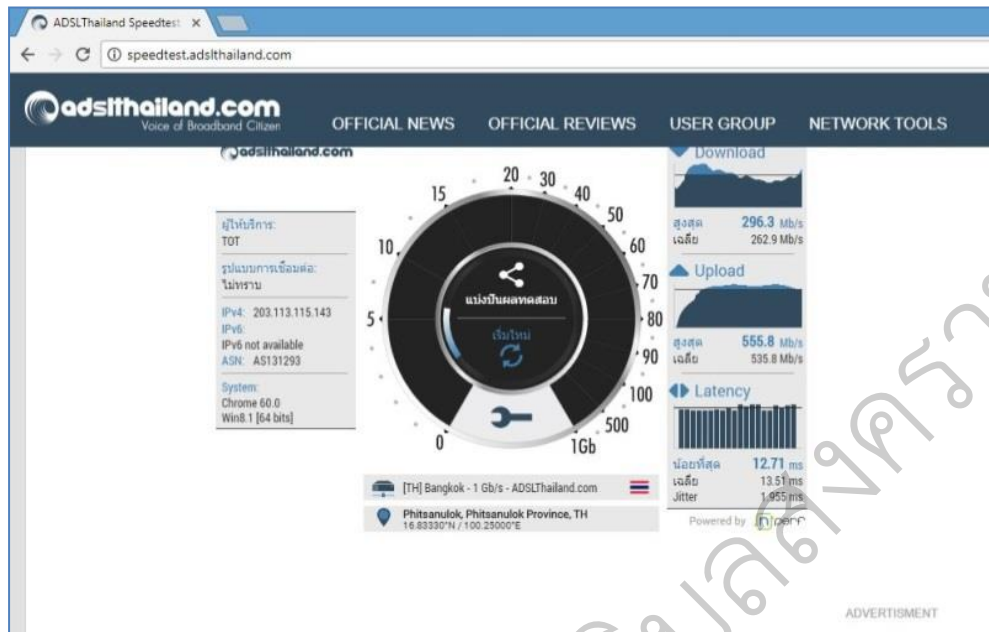 ADSLThailand Speedtest
speedtest.adslthailand.com
adslthailand.com
Voice of Broadband Citizen
OFFICIAL NEWS OFFICIAL REVIEWS USER GROUP NETWORK TOOLS
adslthailand.com
ผู้ให้บริการ:
TOT
รูปแบบการเชื่อมต่อ:
ไม่ทราบ
IPv4: 203.113.115.143
IPv6:
IPv6 not available
ASN: AS131293
System:
Chrome 60.0
Win8.1 [64 bits]
0
5
10
15
20
30
40
50
60
70
80
90
100
500
1Gb
แบ่งปันผลทดสอบ
เริ่มใหม่
[TH] Bangkok - 1 Gb/s - ADSLThailand.com
Phitsanulok, Phitsanulok Province, TH
16.83330°N / 100.25000°E
Download
สูงสุด 296.3 Mb/s
เฉลี่ย 262.9 Mb/s
Upload
สูงสุด 555.8 Mb/s
เฉลี่ย 535.8 Mb/s
Latency
น้อยที่สุด 12.71 ms
เฉลี่ย 13.51 ms
Jitter 1.955 ms
Powered by nperf
ADVERTISMENT